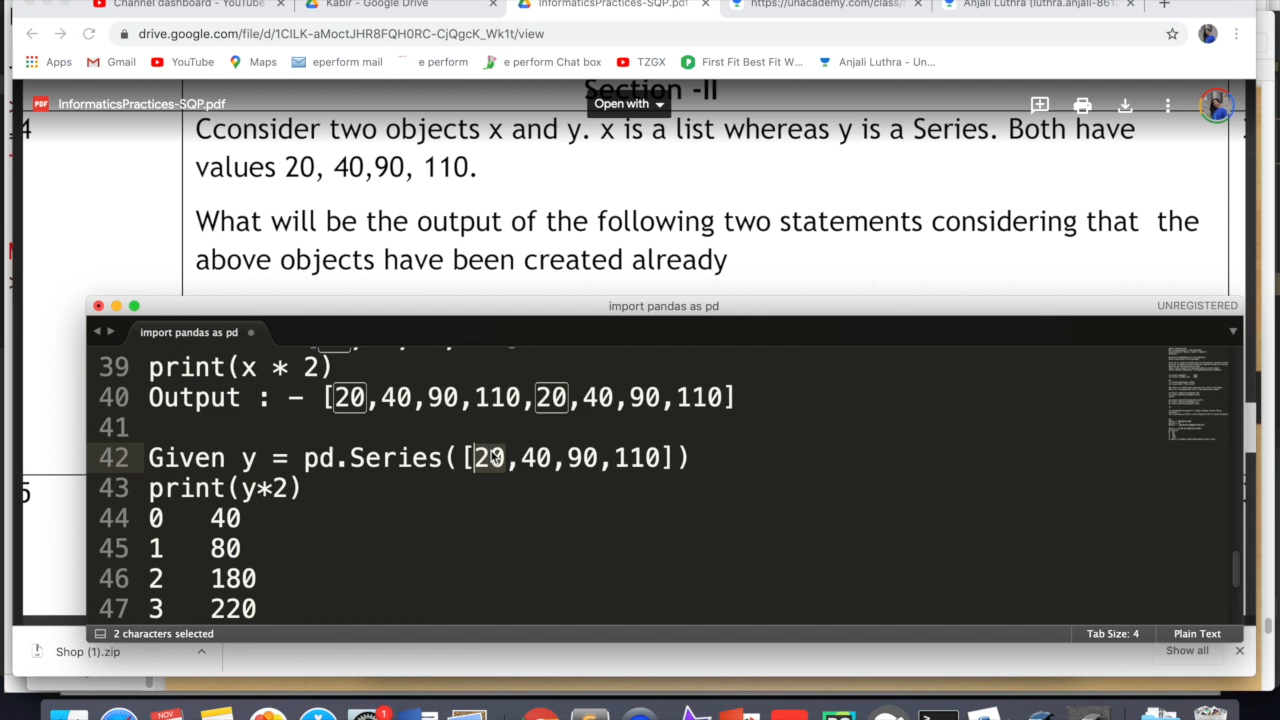 Channel dashboard - YouTube
Kabir - Google Drive
InformaticsPractices-SQP.pdf
https://unacademy.com/class/
Anjali Luthra (luthra.anjali-861
drive.google.com/file/d/1CILK-aMoctJHR8FQH0RC-CjQgcK_Wk1t/view
Apps
Gmail
YouTube
Maps
eperform mail
e perform
e perform Chat box
TZGX
First Fit Best Fit W...
Anjali Luthra - Un...
Section -II
PDF
InformaticsPractices-SQP.pdf
Open with
4
Cconsider two objects x and y. x is a list whereas y is a Series. Both have
values 20, 40,90, 110.
What will be the output of the following two statements considering that the
above objects have been created already
import pandas as pd
UNREGISTERED
import pandas as pd
39 print(x * 2)
40 Output : - [20,40,90,110,20,40,90,110]
41
42 Given y = pd.Series([20,40,90,110])
5
43 print(y*2)
44 0 40
45 1 80
46 2 180
47 3 220
2 characters selected
Tab Size: 4
Plain Text
Shop (1).zip
Show all
NOV
1